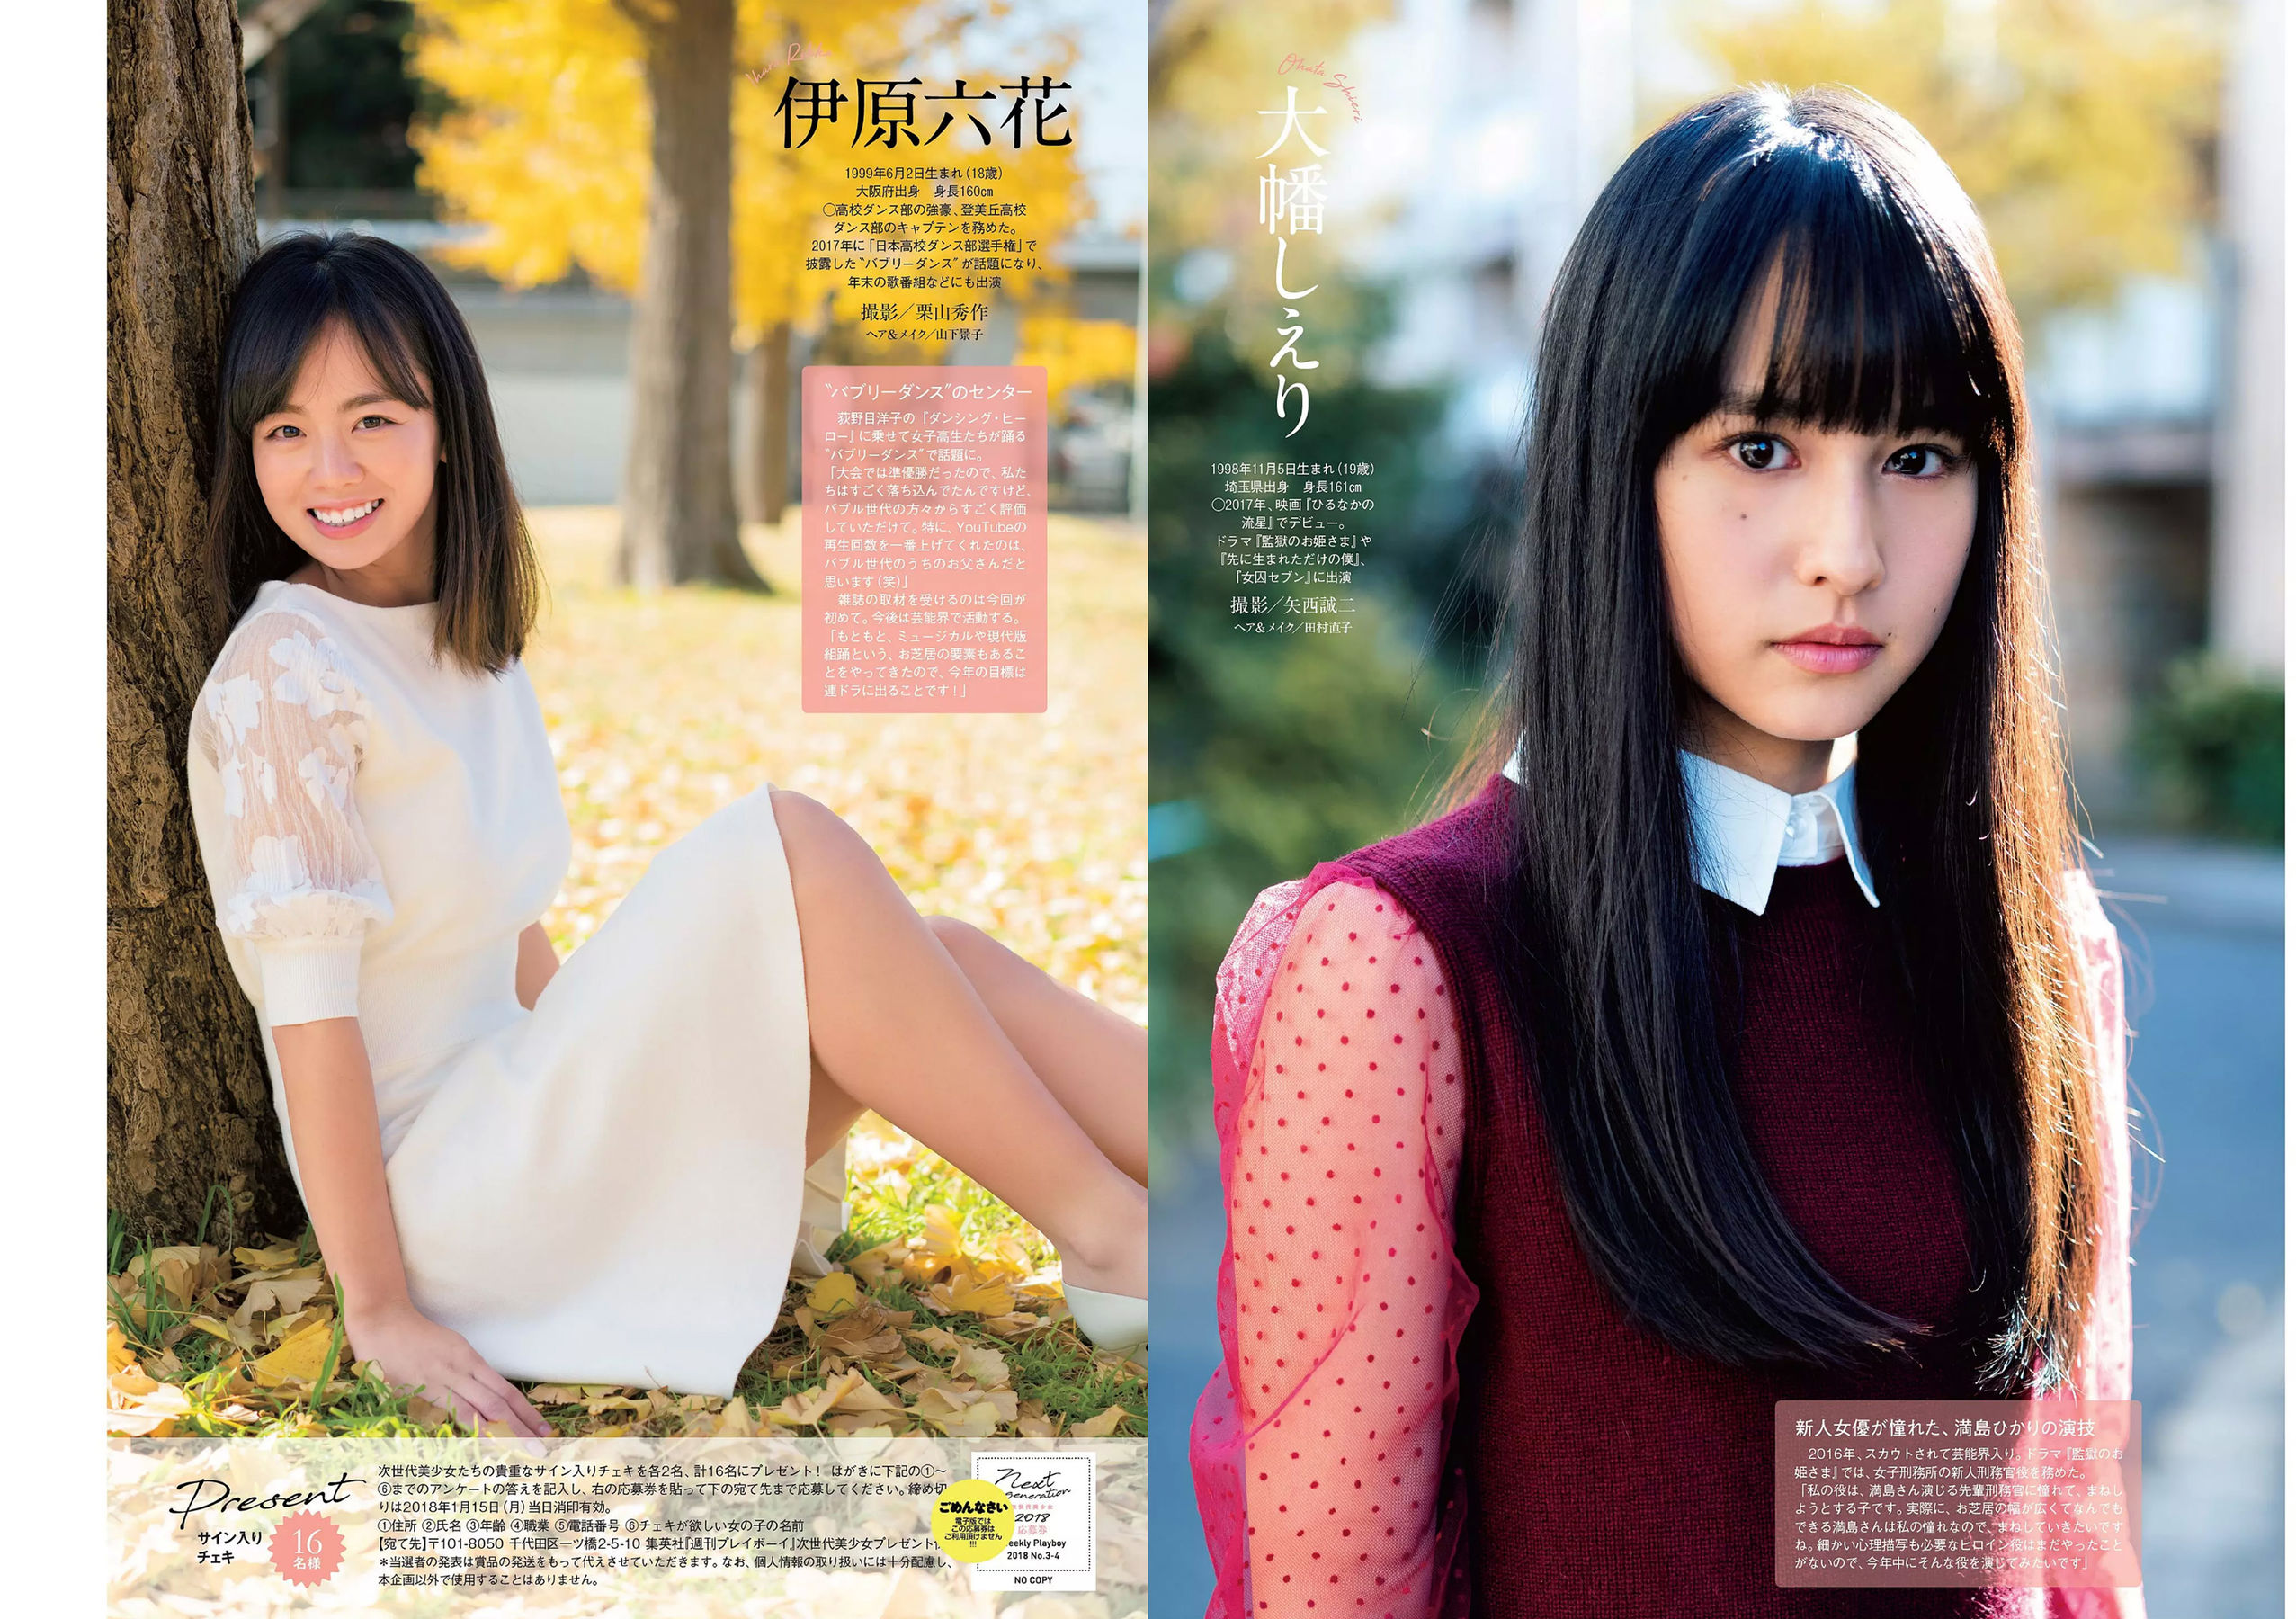 Ihara Rikka
伊原六花
1999年6月2日生まれ(18歳)
大阪府出身 身長160㎝
◯高校ダンス部の強豪、登美丘高校
ダンス部のキャプテンを務めた。
2017年に「日本高校ダンス部選手権」で
披露した〝バブリーダンス〟が話題になり、
年末の歌番組などにも出演
撮影/栗山秀作
ヘア&メイク/山下景子
〝バブリーダンス〟のセンター
荻野目洋子の『ダンシング・ヒー
ロー』に乗せて女子高生たちが踊る
〝バブリーダンス〟で話題に。
「大会では準優勝だったので、私た
ちはすごく落ち込んでたんですけど、
バブル世代の方々からすごく評価
していただけて。特に、YouTubeの
再生回数を一番上げてくれたのは、
バブル世代のうちのお父さんだと
思います(笑)」
雑誌の取材を受けるのは今回が
初めて。今後は芸能界で活動する。
「もともと、ミュージカルや現代版
組踊という、お芝居の要素もあるこ
とをやってきたので、今年の目標は
連ドラに出ることです!」
Present
サイン入り
チェキ
16
名様
次世代美少女たちの貴重なサイン入りチェキを各2名、計16名にプレゼント! はがきに下記の①〜
⑥までのアンケートの答えを記入し、右の応募券を貼って下の宛て先まで応募してください。締め切
りは2018年1月15日(月)当日消印有効。
①住所 ②氏名 ③年齢 ④職業 ⑤電話番号 ⑥チェキが欲しい女の子の名前
【宛て先】〒101-8050 千代田区一ツ橋2-5-10 集英社『週刊プレイボーイ』次世代美少女プレゼント
*当選者の発表は賞品の発送をもって代えさせていただきます。なお、個人情報の取り扱いには十分配慮し、
本企画以外で使用することはありません。
ごめんなさい
電子版では
この応募券は
ご利用頂けません
!!!
Next
generation
2018
応募券
eekly Playboy
2018 No.3-4
NO COPY
Ohata Shieri
大幡しえり
1998年11月5日生まれ(19歳)
埼玉県出身 身長161㎝
◯2017年、映画『ひるなかの
流星』でデビュー。
ドラマ『監獄のお姫さま』や
『先に生まれただけの僕』、
『女囚セブン』に出演
撮影/矢西誠二
ヘア&メイク/田村直子
新人女優が憧れた、満島ひかりの演技
2016年、スカウトされて芸能界入り。ドラマ『監獄のお
姫さま』では、女子刑務所の新人刑務官役を務めた。
「私の役は、満島さん演じる先輩刑務官に憧れて、まねし
ようとする子です。実際に、お芝居の幅が広くてなんでも
できる満島さんは私の憧れなので、まねしていきたいです
ね。細かい心理描写も必要なヒロイン役はまだやったこと
がないので、今年中にそんな役を演じてみたいです」